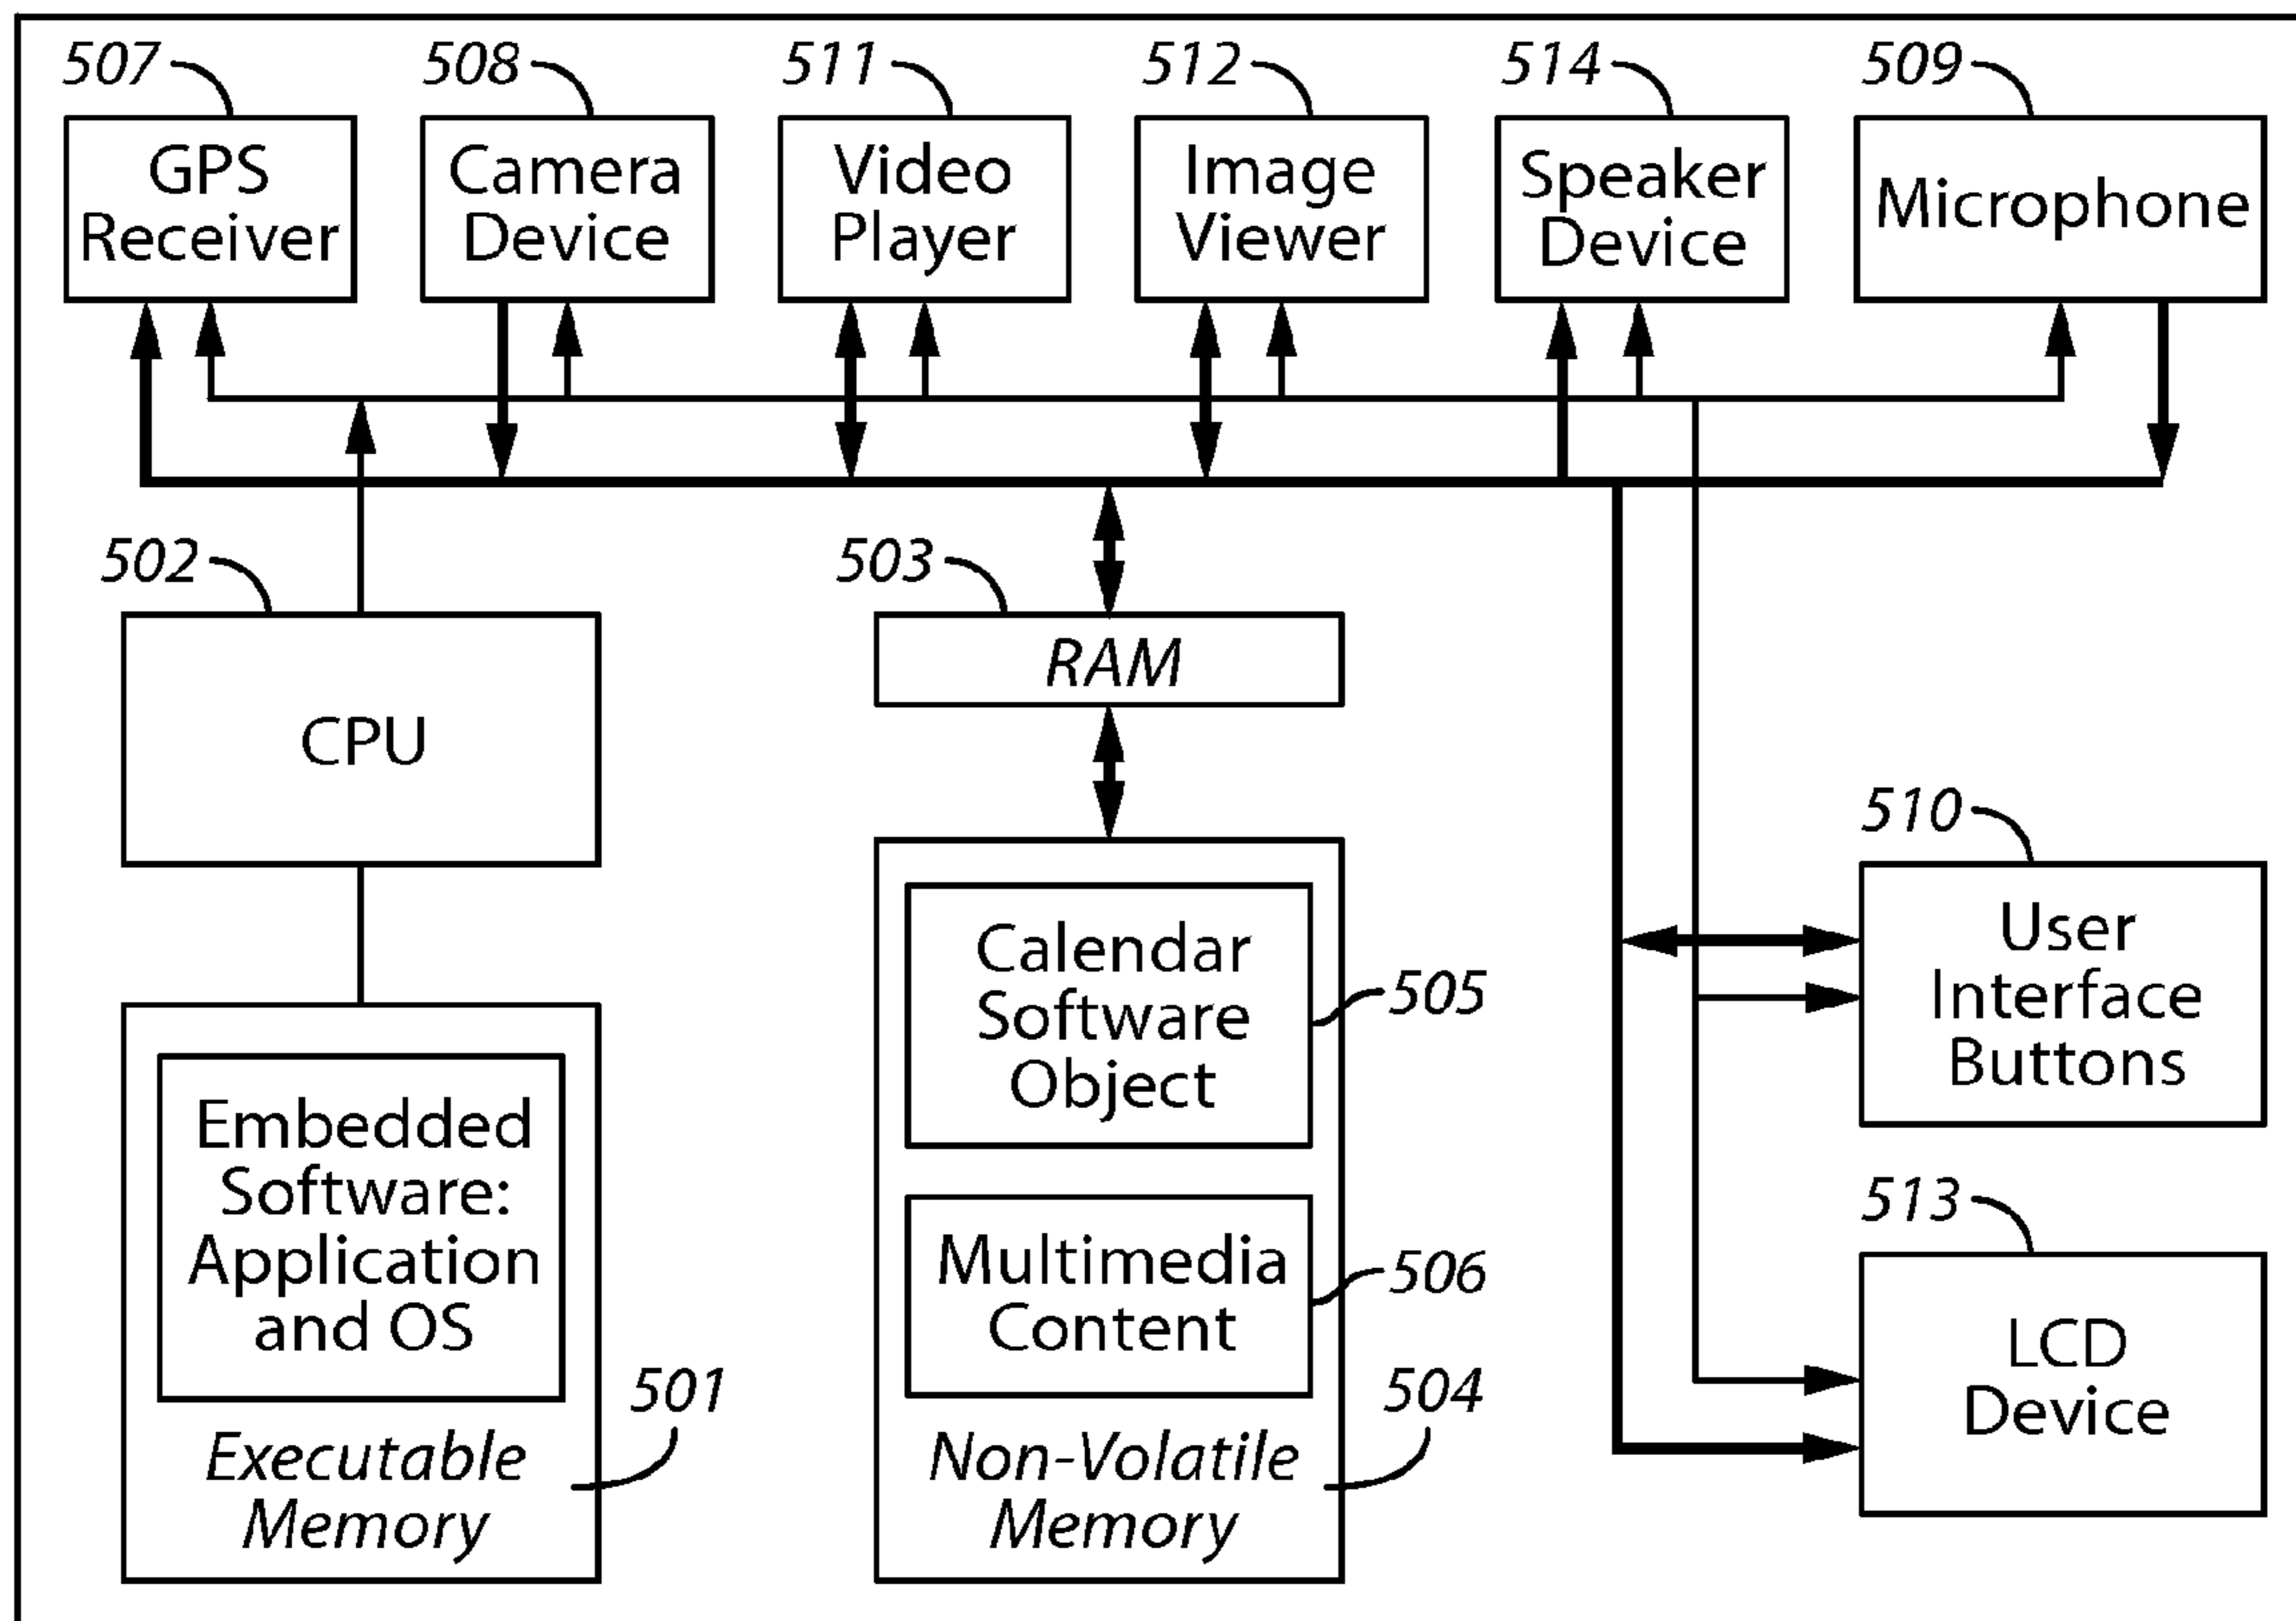 507
508
511
512
514
509
GPS
Receiver
Camera
Device
Video
Player
Image
Viewer
Speaker
Device
Microphone
502
503
CPU
RAM
510
User
Interface
Buttons
Calendar
Software
Object
505
Embedded
Software:
Application
and OS
501
Executable
Memory
Multimedia
Content
506
504
Non-Volatile
Memory
513
LCD
Device